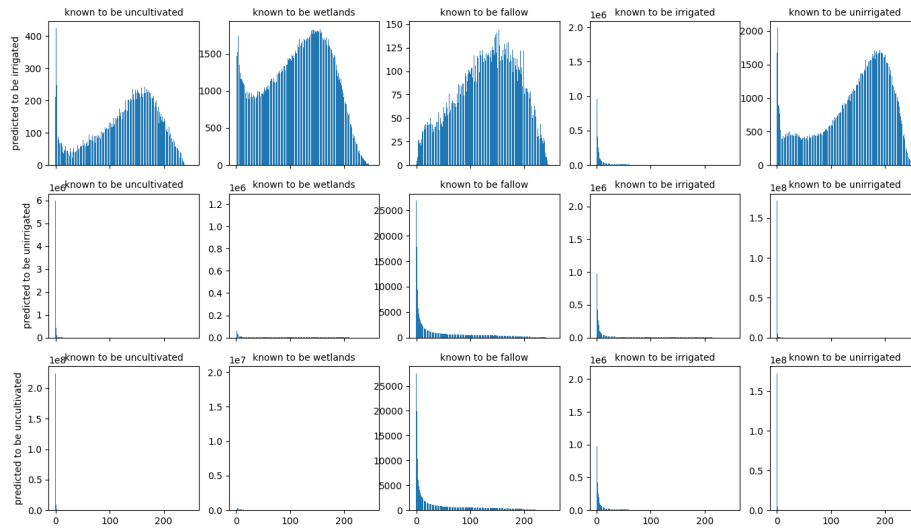 known to be uncultivated
known to be wetlands
known to be fallow
1e6
known to be irrigated
known to be unirrigated
predicted to be irrigated
400
300
200
100
0
1500
1000
500
0
150
125
100
75
50
25
0
2.0
1.5
1.0
0.5
0.0
2000
1500
1000
500
0
1e6
known to be uncultivated
1e6
known to be wetlands
known to be fallow
1e6
known to be irrigated
1e8
known to be unirrigated
predicted to be unirrigated
6
5
4
3
2
1
0
1.2
1.0
0.8
0.6
0.4
0.2
0.0
25000
20000
15000
10000
5000
0
2.0
1.5
1.0
0.5
0.0
1.5
1.0
0.5
0.0
1e8
known to be uncultivated
1e7
known to be wetlands
known to be fallow
1e6
known to be irrigated
1e8
known to be unirrigated
predicted to be uncultivated
2.0
1.5
1.0
0.5
0.0
2.0
1.5
1.0
0.5
0.0
25000
20000
15000
10000
5000
0
2.0
1.5
1.0
0.5
0.0
1.5
1.0
0.5
0.0
0 100 200
0 100 200
0 100 200
0 100 200
0 100 200